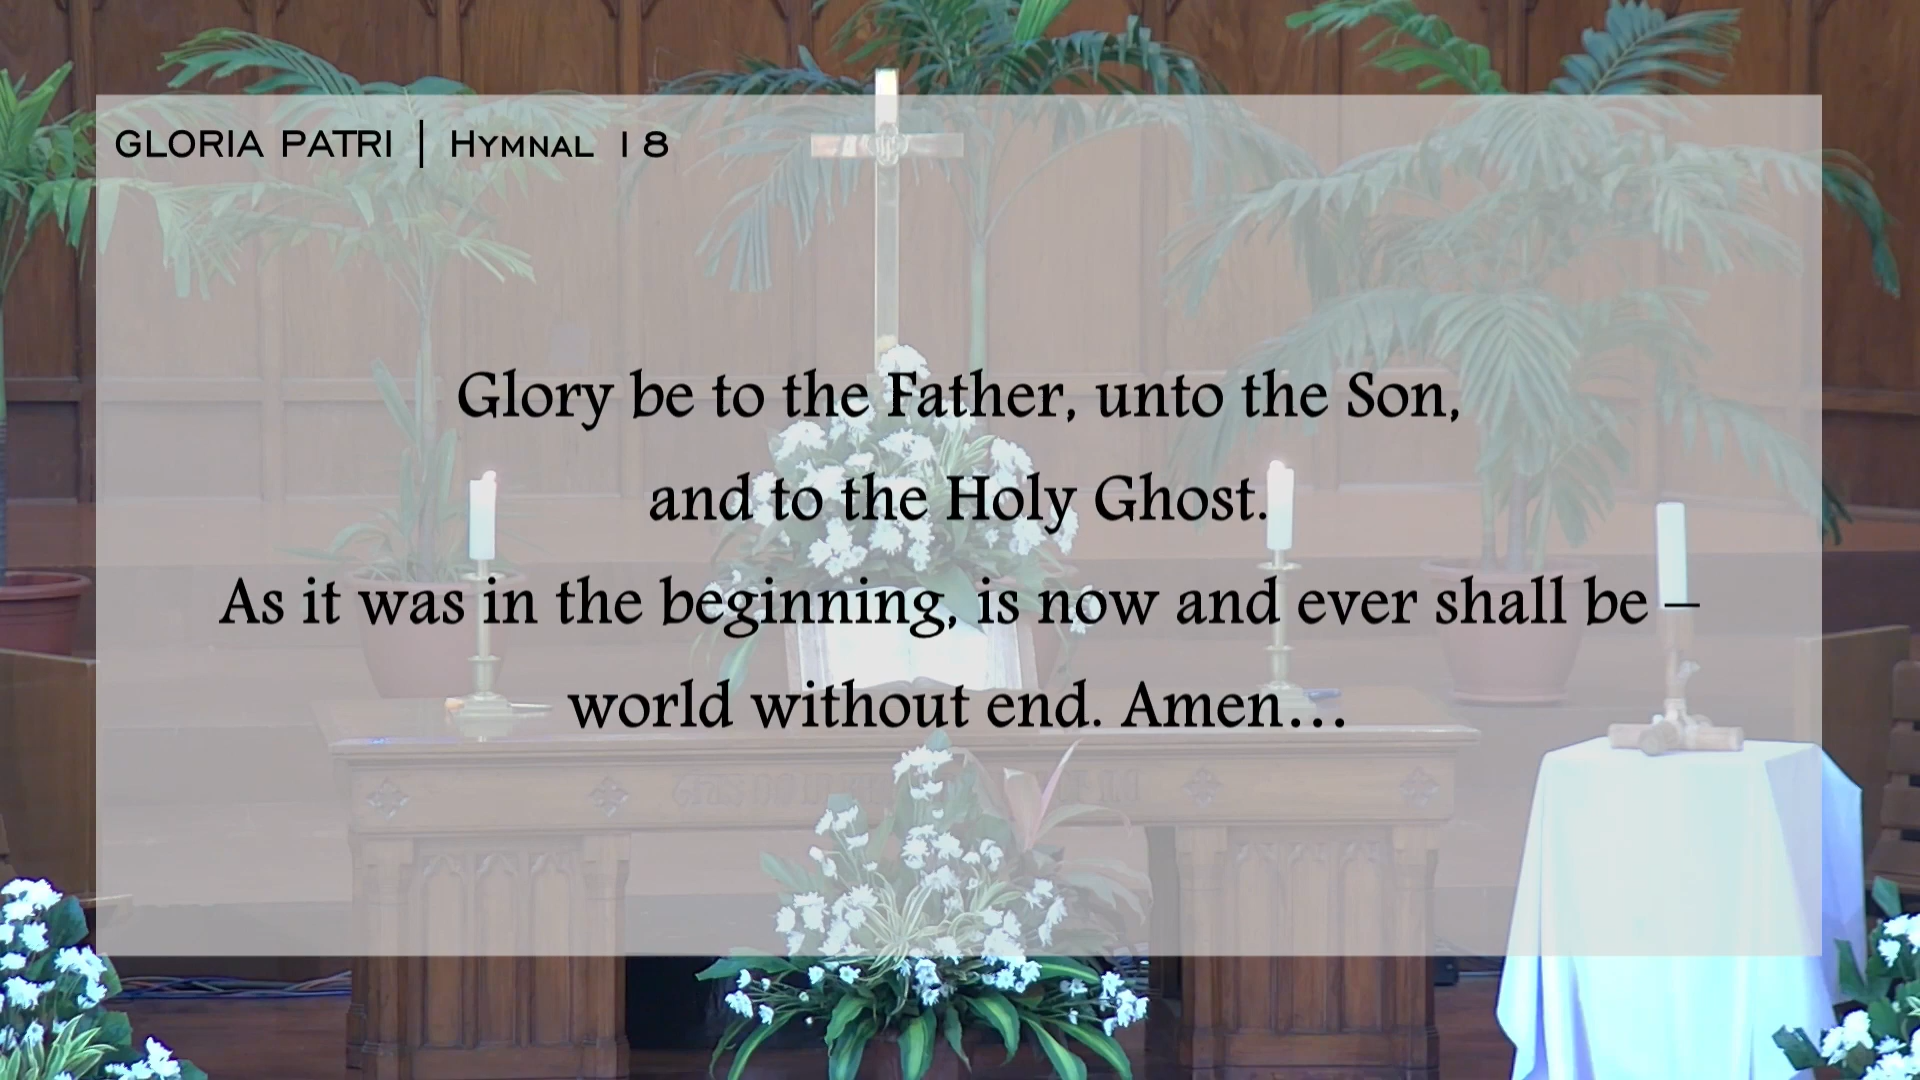 GLORIA PATRI | HYMNAL 18
Glory be to the Father, unto the Son,
and to the Holy Ghost.
As it was in the beginning, is now and ever shall be –
world without end. Amen…